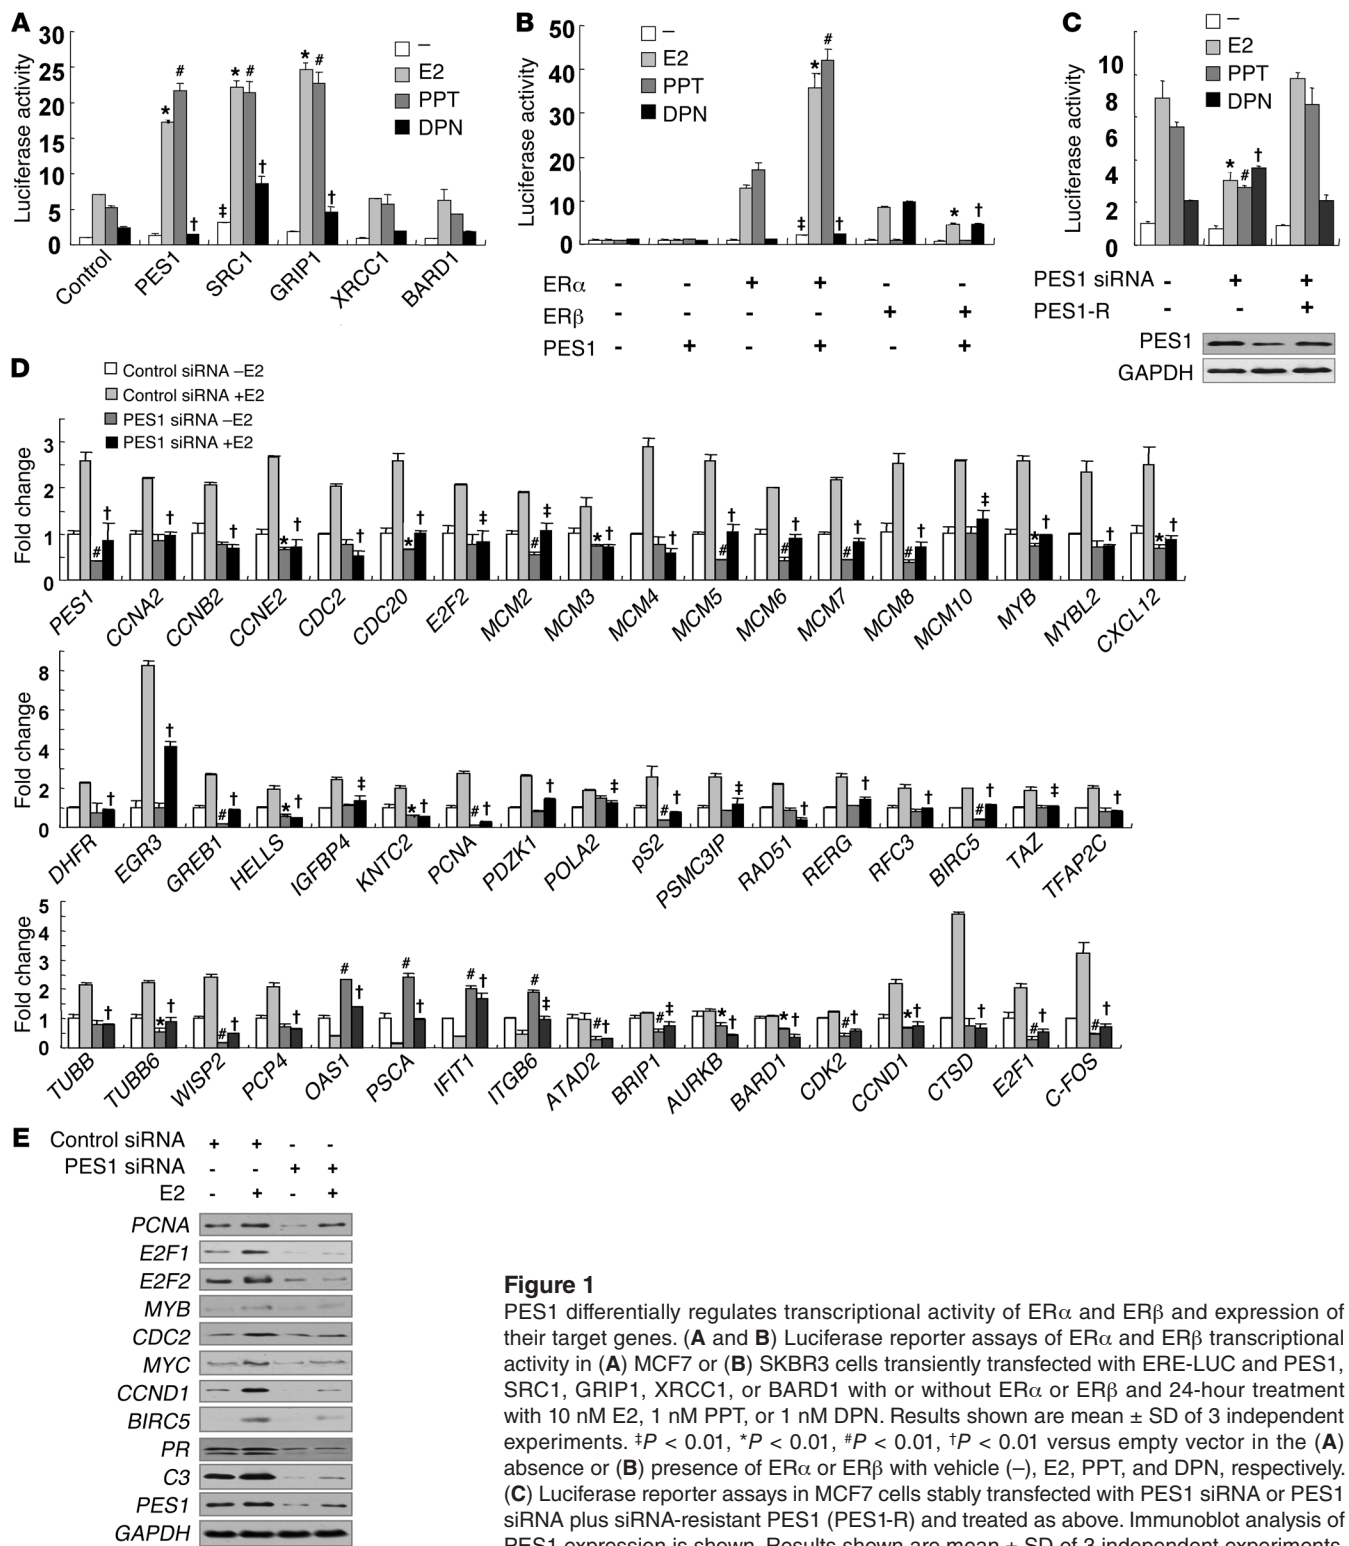 A
Luciferase activity
30
25
20
15
10
5
0
–
E2
PPT
DPN
* #
†
‡ * # †
* # †
Control PES1 SRC1 GRIP1 XRCC1 BARD1
B
Luciferase activity
50
40
30
20
10
0
–
E2
PPT
DPN
‡ * # †
* †
ERα - - + + - -
ERβ - - - - + +
PES1 - + - + - +
C
Luciferase activity
10
8
6
4
2
0
–
E2
PPT
DPN
* # †
PES1 siRNA - + +
PES1-R - - +
PES1
GAPDH
D
Control siRNA –E2
Control siRNA +E2
PES1 siRNA –E2
PES1 siRNA +E2
Fold change
3
2
1
0
# † † † * † † * † ‡ # ‡ * † † # † # † † # † ‡ * † † * †
PES1 CCNA2 CCNB2 CCNE2 CDC2 CDC20 E2F2 MCM2 MCM3 MCM4 MCM5 MCM6 MCM7 MCM8 MCM10 MYB MYBL2 CXCL12
Fold change
8
6
4
2
0
† † # † * † ‡ * † # † † ‡ # † ‡ † † † # † ‡ †
DHFR EGR3 GREB1 HELLS IGFBP4 KNTC2 PCNA PDZK1 POLA2 pS2 PSMC3IP RAD51 RERG RFC3 BIRC5 TAZ TFAP2C
Fold change
5
4
3
2
1
0
† * † # † † # † # † # † # ‡ # † # ‡ * † * † # † * † † # † # †
TUBB TUBB6 WISP2 PCP4 OAS1 PSCA IFIT1 ITGB6 ATAD2 BRIP1 AURKB BARD1 CDK2 CCND1 CTSD E2F1 C-FOS
E
Control siRNA + + - -
PES1 siRNA - - + +
E2 - + - +
PCNA
E2F1
E2F2
MYB
CDC2
MYC
CCND1
BIRC5
PR
C3
PES1
GAPDH
Figure 1
PES1 differentially regulates transcriptional activity of ERα and ERβ and expression of
their target genes. (A and B) Luciferase reporter assays of ERα and ERβ transcriptional
activity in (A) MCF7 or (B) SKBR3 cells transiently transfected with ERE-LUC and PES1,
SRC1, GRIP1, XRCC1, or BARD1 with or without ERα or ERβ and 24-hour treatment
with 10 nM E2, 1 nM PPT, or 1 nM DPN. Results shown are mean ± SD of 3 independent
experiments. ‡P < 0.01, *P < 0.01, #P < 0.01, †P < 0.01 versus empty vector in the (A)
absence or (B) presence of ERα or ERβ with vehicle (–), E2, PPT, and DPN, respectively.
(C) Luciferase reporter assays in MCF7 cells stably transfected with PES1 siRNA or PES1
siRNA plus siRNA-resistant PES1 (PES1-R) and treated as above. Immunoblot analysis of
PES1 expression is shown. Results shown are mean ± SD of 3 independent experiments.